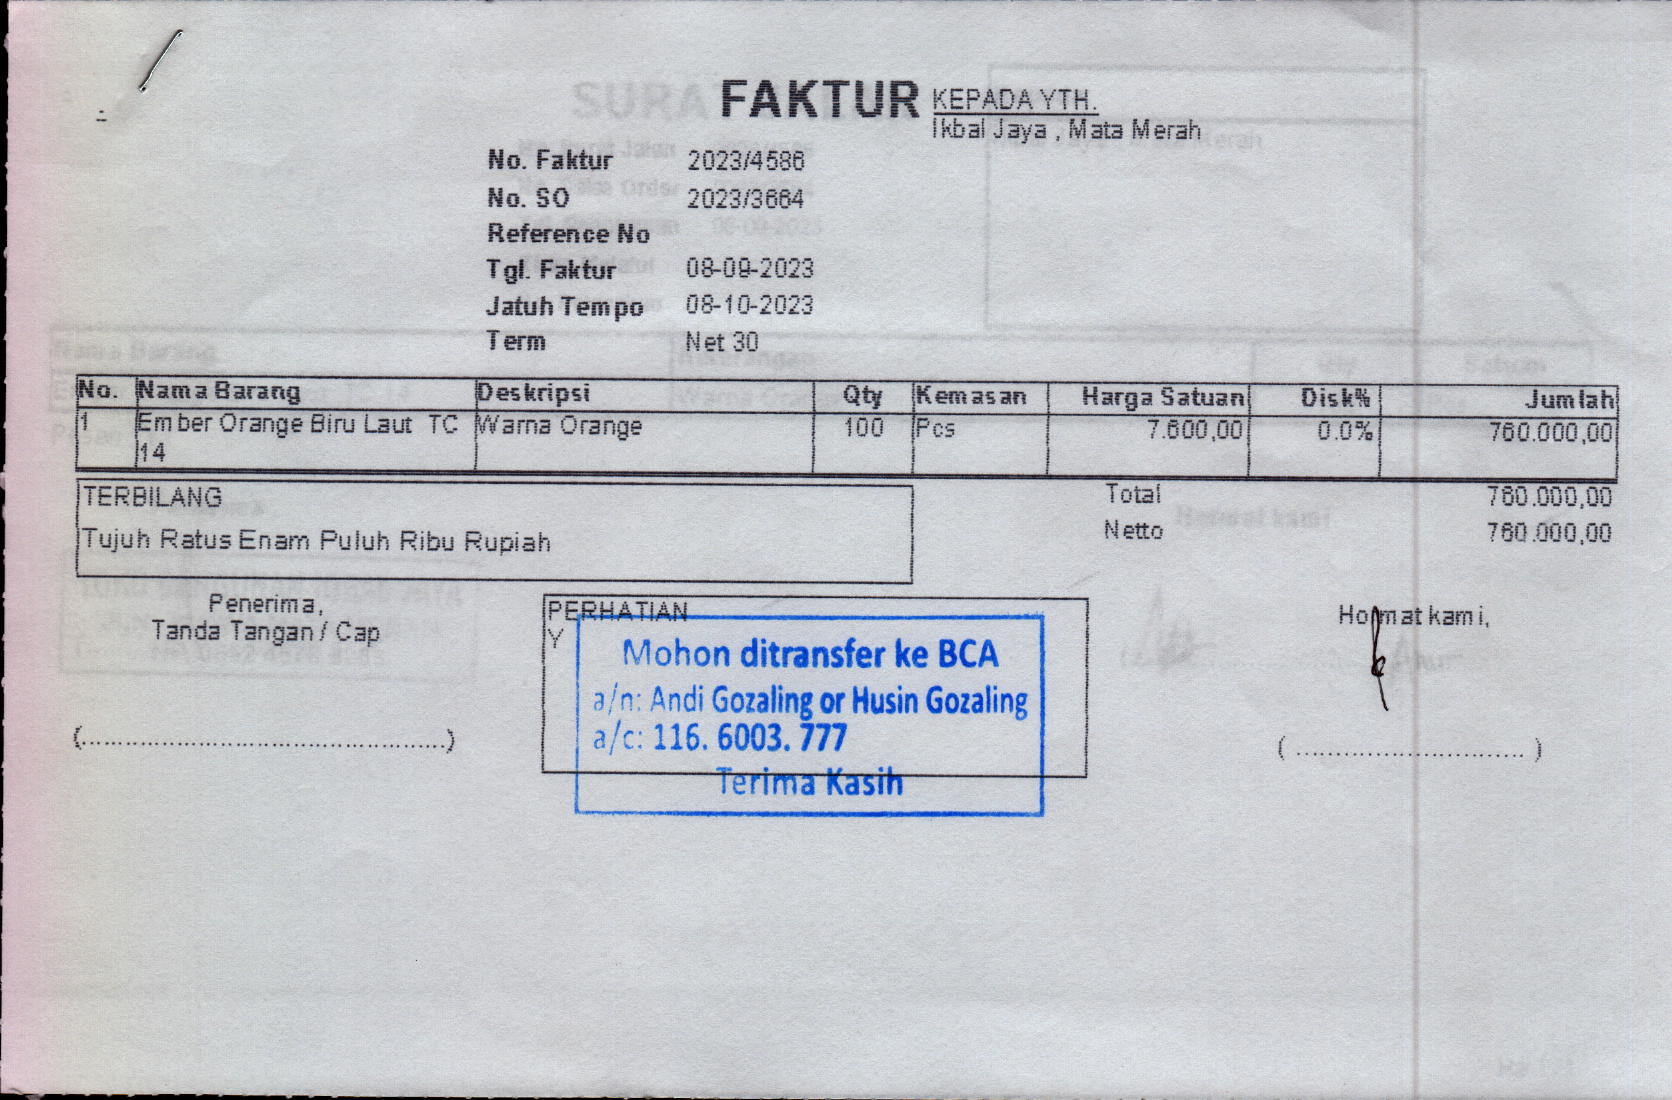 FAKTUR
KEPADA YTH.
Ikbal Jaya , Mata Merah
No. Faktur 2023/4586
No. SO 2023/3664
Reference No
Tgl. Faktur 08-09-2023
Jatuh Tempo 08-10-2023
Term Net 30
No. Nama Barang Deskripsi Qty Kemasan Harga Satuan Disk% Jumlah
1 Ember Orange Biru Laut TC 14 Warna Orange 100 Pcs 7.600,00 0.0% 760.000,00
TERBILANG
Tujuh Ratus Enam Puluh Ribu Rupiah
Total 760.000,00
Netto 760.000,00
Penerima,
Tanda Tangan / Cap
(................................................)
PERHATIAN
Y
Mohon ditransfer ke BCA
a/n: Andi Gozaling or Husin Gozaling
a/c: 116. 6003. 777
Terima Kasih
Hormat kami,
( .............................. )